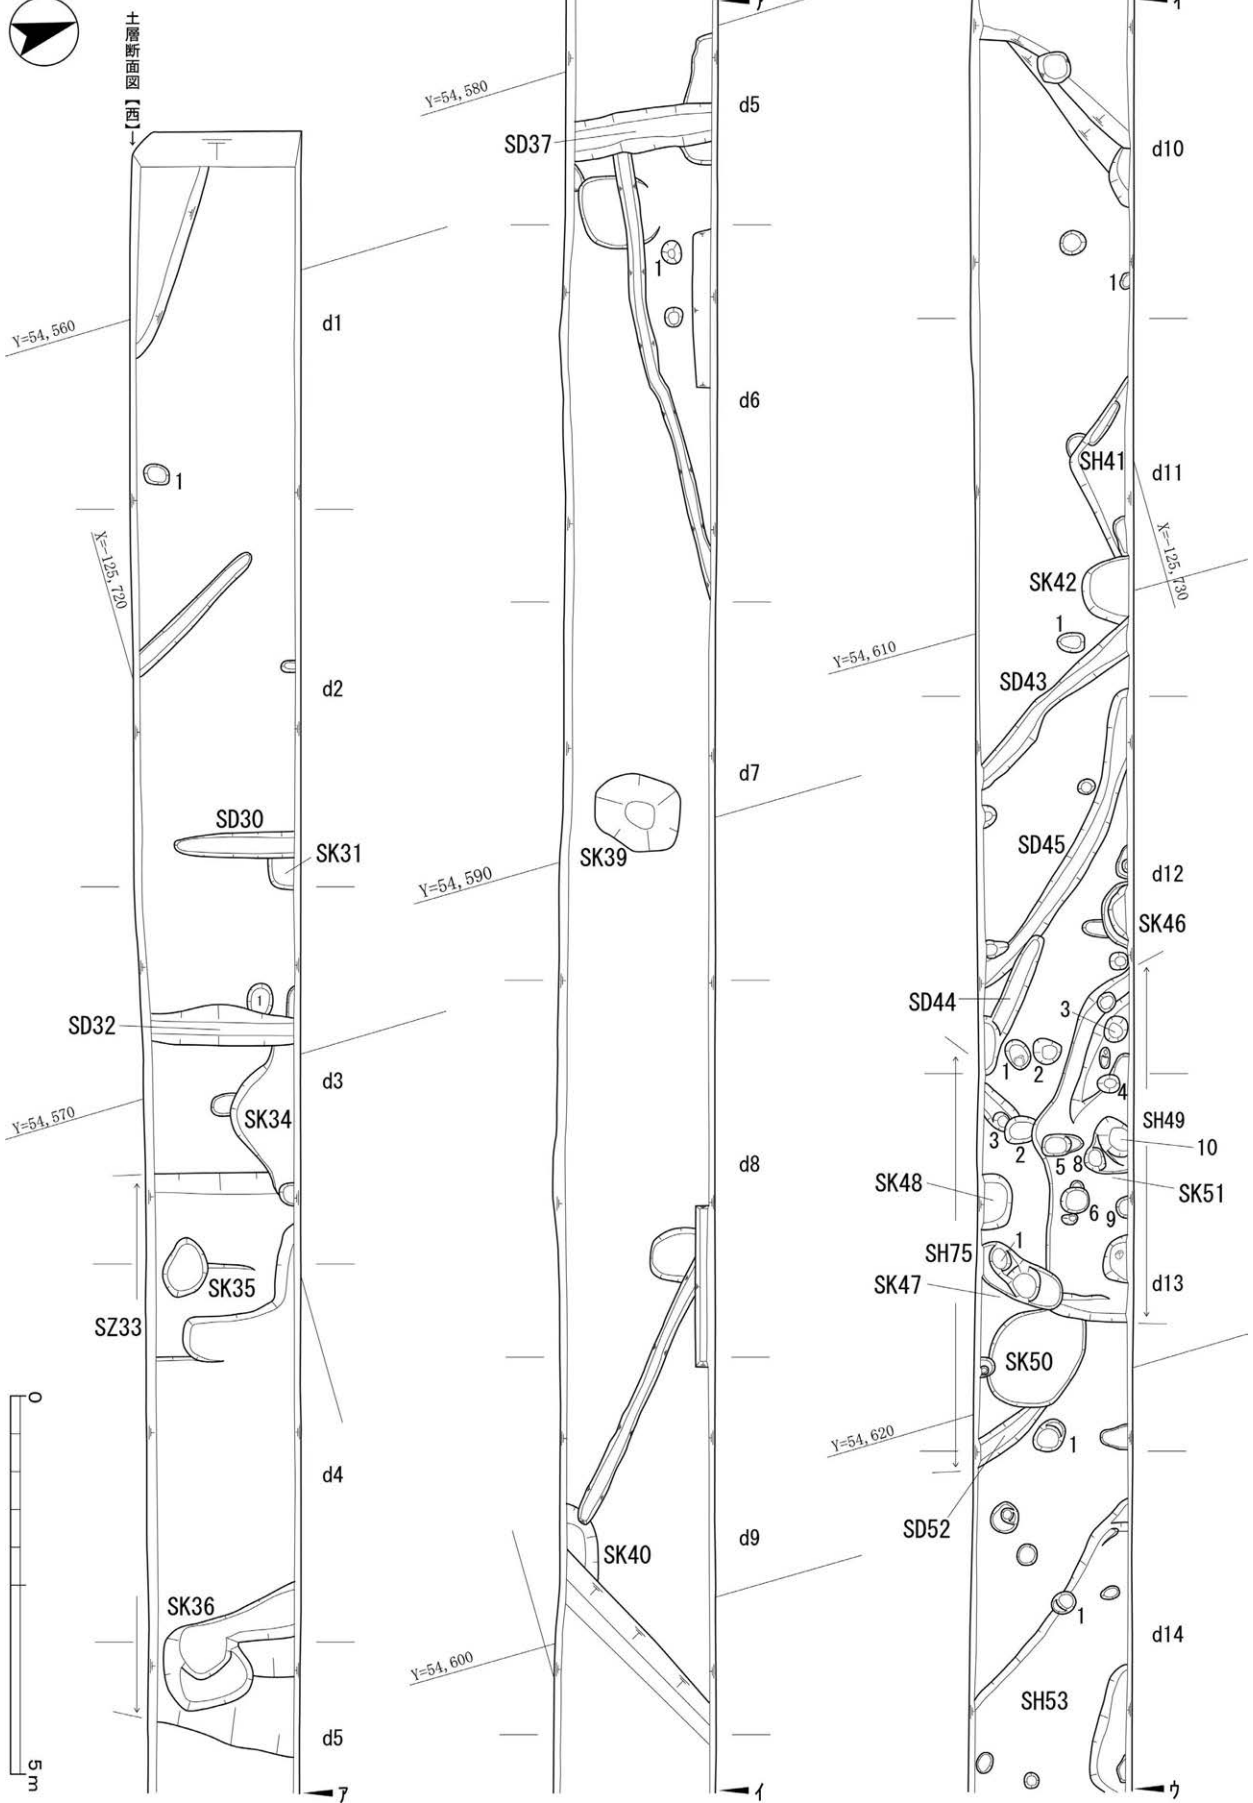 土層断面図【西】
Y=54,560
d1
1
X=-125,720
d2
SD30
SK31
1
SD32
d3
SK34
Y=54,570
SK35
SZ33
d4
SK36
d5
0
5m
ア
ア
Y=54,580
d5
SD37
1
d6
d7
SK39
Y=54,590
d8
d9
SK40
Y=54,600
イ
イ
d10
1
SH41
d11
SK42
X=-125,730
1
Y=54,610
SD43
SD45
d12
SK46
SD44
3
1
2
4
SH49
3
2
5
8
10
SK48
SK51
6
9
SH75
1
SK47
d13
SK50
Y=54,620
1
SD52
1
d14
SH53
ウ